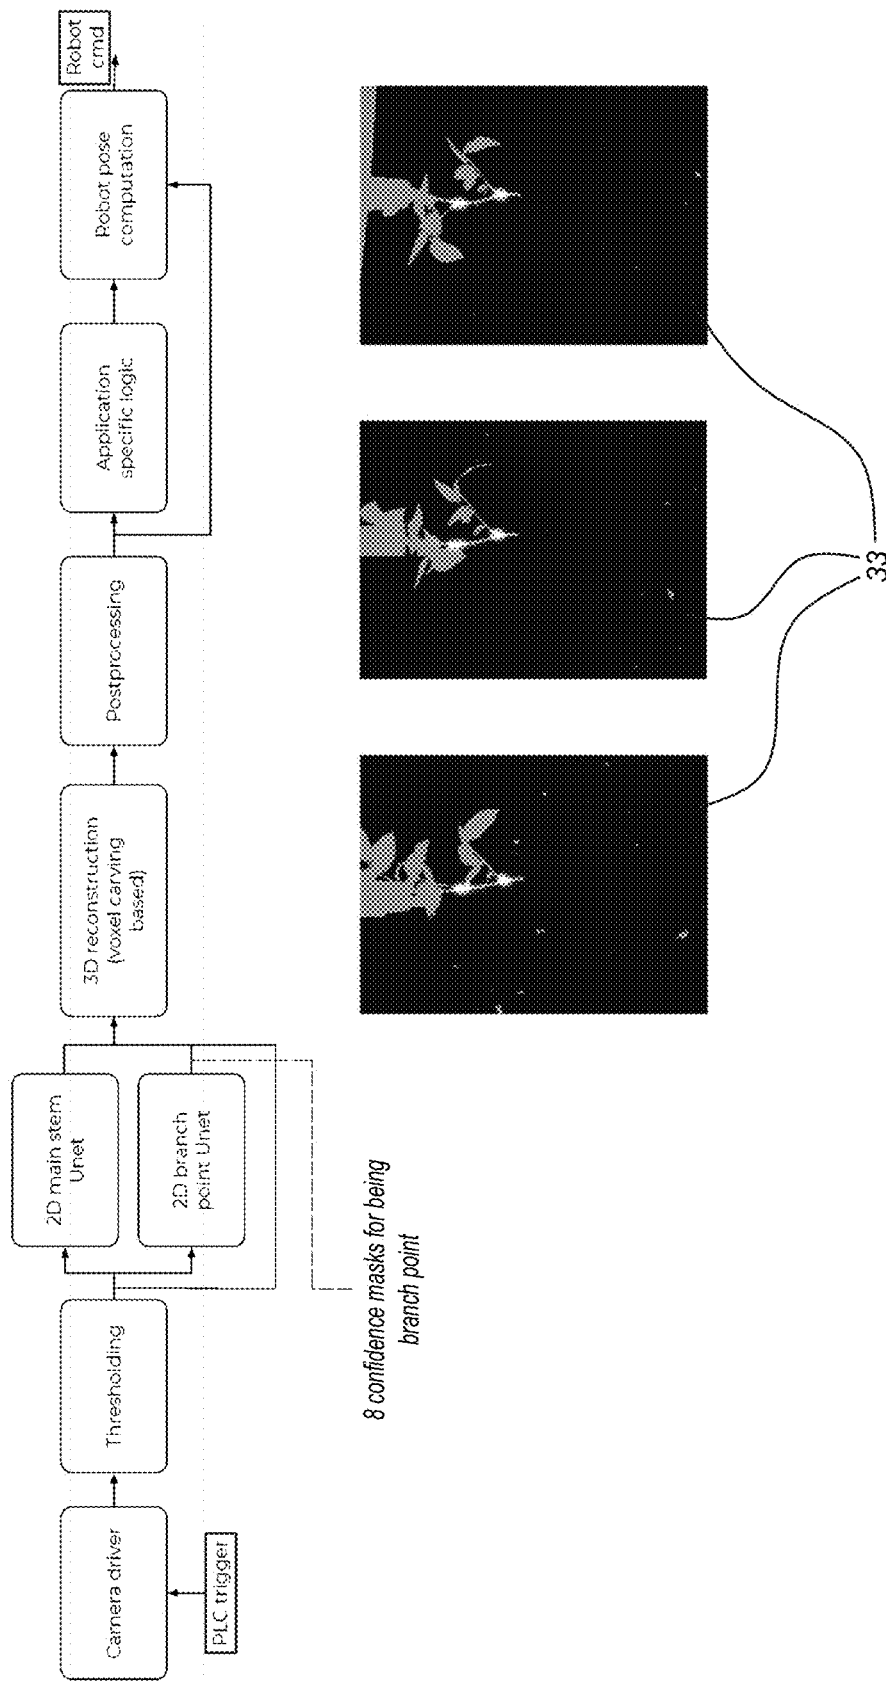 Camera driver
PLC trigger
Thresholding
2D main stem
Unet
2D branch
point Unet
8 confidence masks for being
branch point
3D reconstruction
(voxel carving
based)
Postprocessing
Application
specific logic
Robot pose
computation
Robot
cmd
33